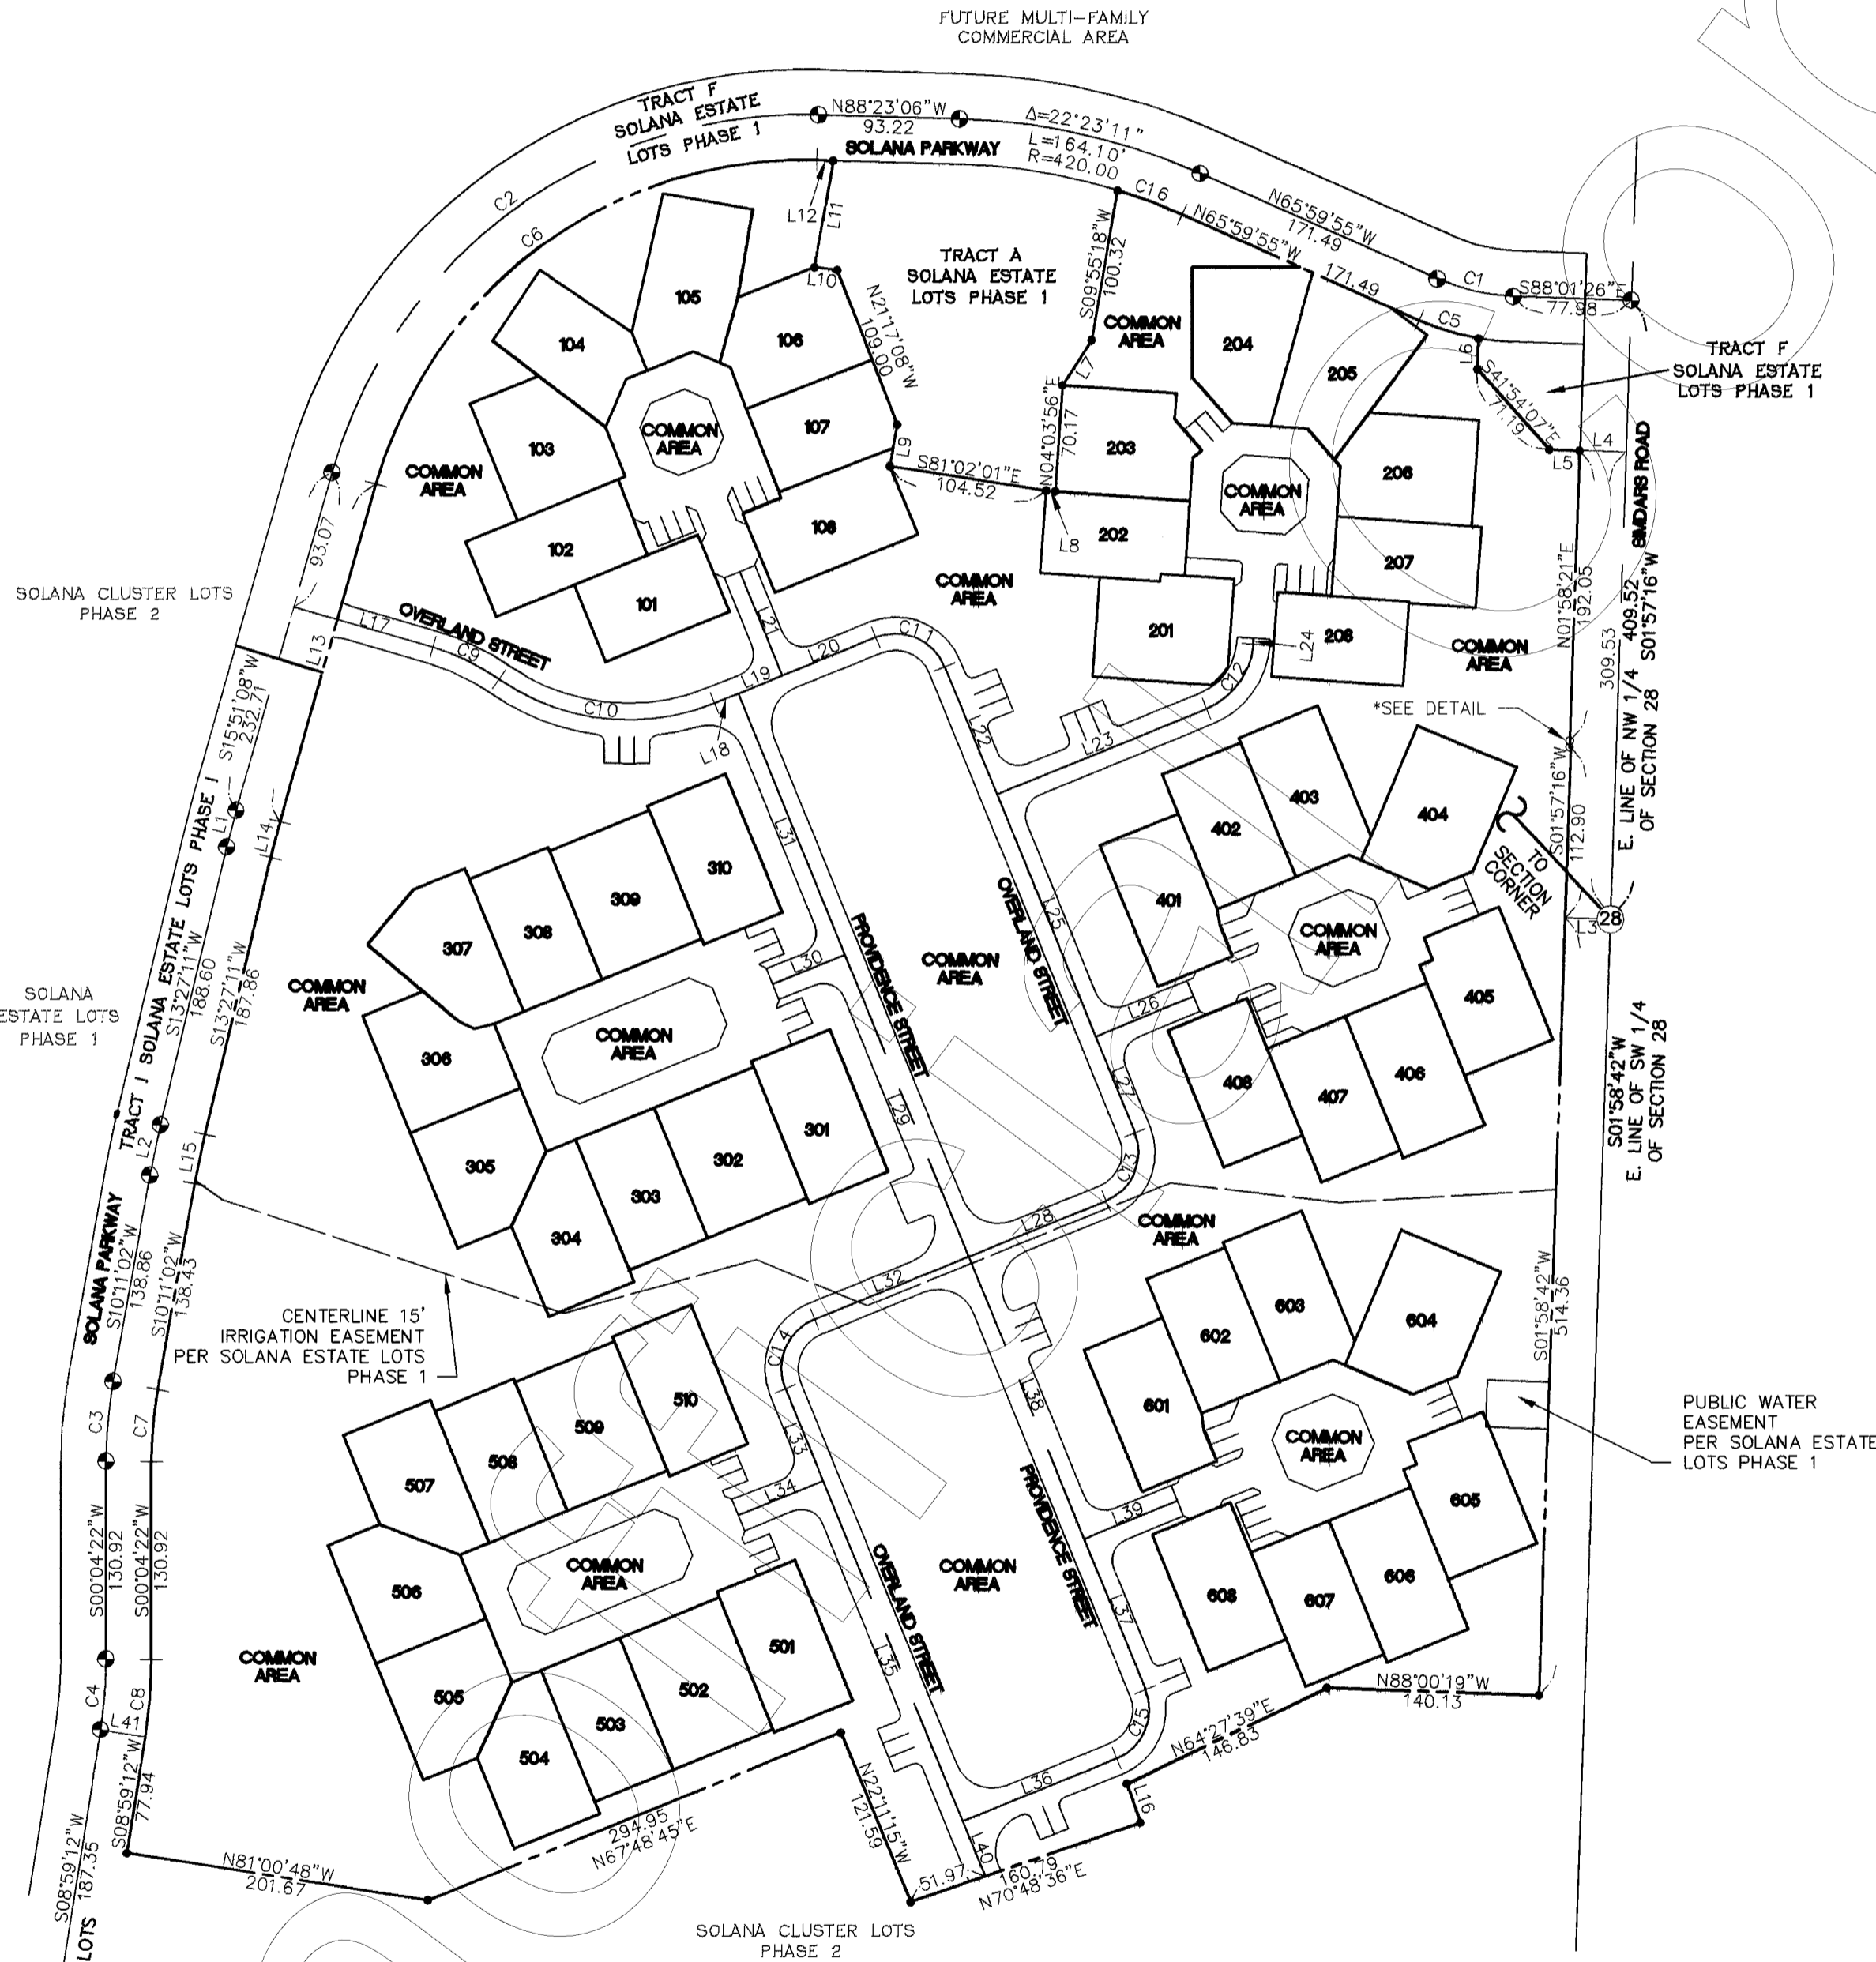 FUTURE MULTI-FAMILY
COMMERCIAL AREA
TRACT F
SOLANA ESTATE
LOTS PHASE 1
N88°23'06"W
93.22
Δ=22°23'11"
L=164.10'
R=420.00
SOLANA PARKWAY
C2
C6
L12
L11
L10
C16
N65°59'55"W
171.49
N65°59'55"W
171.49
C1
S88°01'26"E
77.98
C5
L6
TRACT A
SOLANA ESTATE
LOTS PHASE 1
S09°55'18"W
100.32
COMMON
AREA
L7
N21°17'08"W
109.00
L9
S81°02'01"E
104.52
N04°03'56"E
70.17
L8
S41°54'07"E
71.19
L5
L4
TRACT F
SOLANA ESTATE
LOTS PHASE 1
SIMDARS ROAD
101
102
103
104
105
106
107
108
COMMON
AREA
COMMON
AREA
201
202
203
204
205
206
207
208
COMMON
AREA
COMMON
AREA
COMMON
AREA
N01°58'21"E
192.05
309.53
E. LINE OF NW 1/4 409.52
OF SECTION 28 S01°57'16"W
*SEE DETAIL
S01°57'16"W
112.90
TO
SECTION
CORNER
28
L3
S01°58'42"W
E. LINE OF SW 1/4
OF SECTION 28
SOLANA CLUSTER LOTS
PHASE 2
93.07
L13
L17
OVERLAND STREET
C9
C10
L18
L19
L20
L21
C11
L22
L23
C12
L24
S15°51'08"W
232.71
L1
L14
TRACT I SOLANA ESTATE LOTS PHASE I
S13°27'11"W
188.60
S13°27'11"W
187.86
SOLANA
ESTATE LOTS
PHASE 1
L2
L15
COMMON
AREA
301
302
303
304
305
306
307
308
309
310
COMMON
AREA
L31
L30
L29
PROVIDENCE STREET
COMMON
AREA
OVERLAND STREET
L25
L26
L27
C13
L28
401
402
403
404
405
406
407
408
COMMON
AREA
COMMON
AREA
SOLANA PARKWAY
S10°11'02"W
138.86
S10°11'02"W
138.43
CENTERLINE 15'
IRRIGATION EASEMENT
PER SOLANA ESTATE LOTS
PHASE 1
L32
C14
L33
L34
L35
OVERLAND STREET
COMMON
AREA
PROVIDENCE STREET
L38
L39
L37
C15
L36
L40
C3
C7
S00°04'22"W
130.92
S00°04'22"W
130.92
C4
C8
L41
501
502
503
504
505
506
507
508
509
510
COMMON
AREA
COMMON
AREA
601
602
603
604
605
606
607
608
COMMON
AREA
S01°58'42"W
514.36
PUBLIC WATER
EASEMENT
PER SOLANA ESTATE
LOTS PHASE 1
N88°00'19"W
140.13
N64°27'39"E
146.83
L16
160.79
N70°48'36"E
51.97
N22°11'15"W
121.59
294.95
N67°48'45"E
N81°00'48"W
201.67
S08°59'12"W
77.94
S08°59'12"W
187.35
LOTS
SOLANA CLUSTER LOTS
PHASE 2